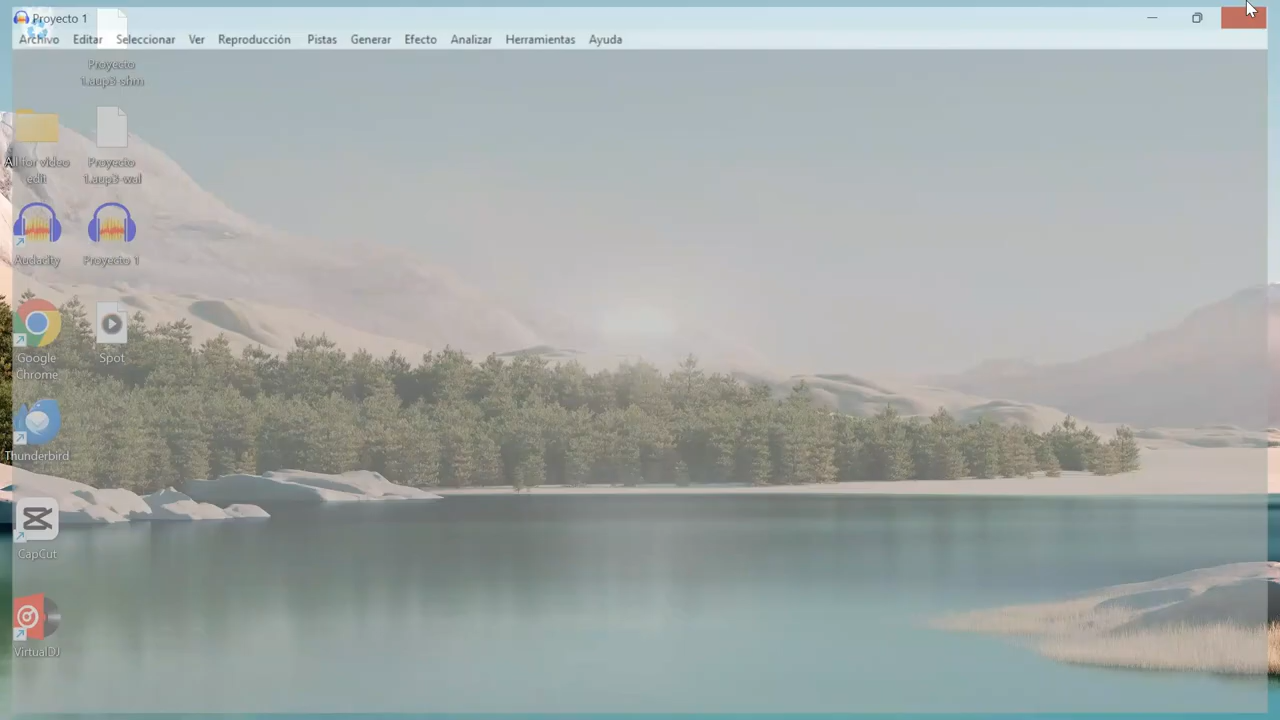 Proyecto 1
Archivo Editar Seleccionar Ver Reproducción Pistas Generar Efecto Analizar Herramientas Ayuda
Proyecto
1.aup3-shm
All for video
edit
Proyecto
1.aup3-wal
Audacity
Proyecto 1
Google
Chrome
Spot
Thunderbird
CapCut
VirtualDJ